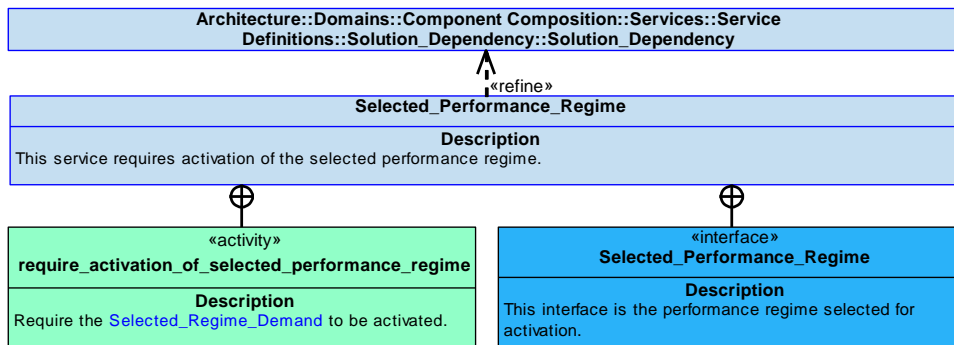 Architecture::Domains::Component Composition::Services::Service
Definitions::Solution_Dependency::Solution_Dependency
«refine»
Selected_Performance_Regime
Description
This service requires activation of the selected performance regime.
«activity»
require_activation_of_selected_performance_regime
Description
Require the Selected_Regime_Demand to be activated.
«interface»
Selected_Performance_Regime
Description
This interface is the performance regime selected for
activation.